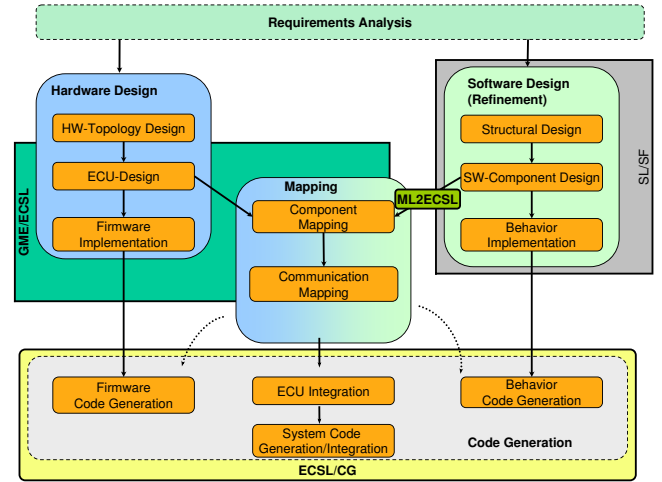 Requirements Analysis
Hardware Design
HW-Topology Design
ECU-Design
Firmware
Implementation
GME/ECSL
Mapping
Component
Mapping
Communication
Mapping
ML2ECSL
Software Design
(Refinement)
Structural Design
SW-Component Design
Behavior
Implementation
SL/SF
Firmware
Code Generation
ECU Integration
System Code
Generation/Integration
Behavior
Code Generation
Code Generation
ECSL/CG